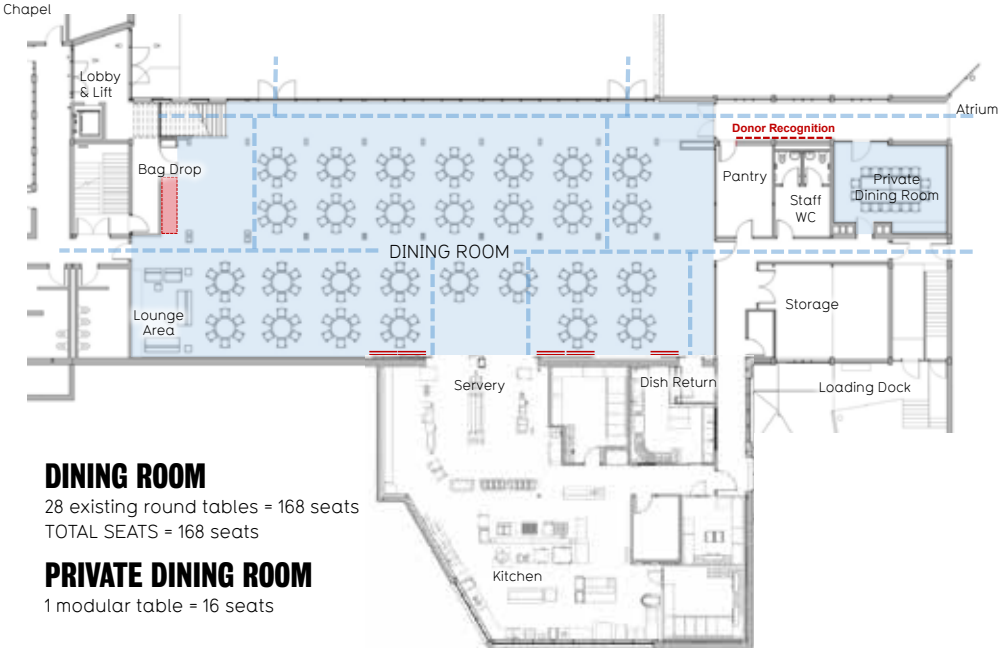 Chapel
Lobby
& Lift
Atrium
Donor Recognition
Bag Drop
Pantry
Staff
WC
Private
Dining Room
DINING ROOM
Lounge
Area
Storage
Servery
Dish Return
Loading Dock
Kitchen
DINING ROOM
28 existing round tables = 168 seats
TOTAL SEATS = 168 seats
PRIVATE DINING ROOM
1 modular table = 16 seats